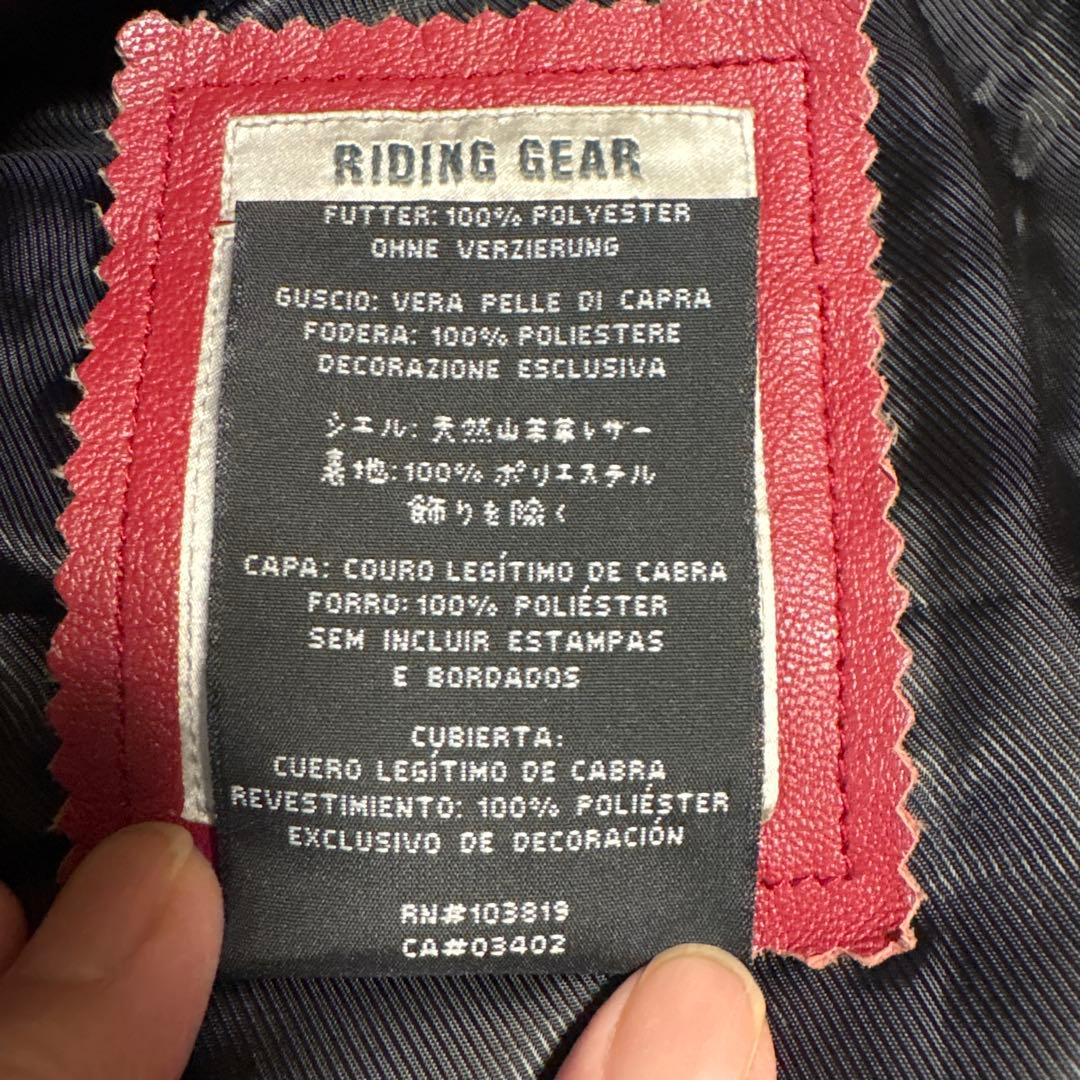 RIDING GEAR
FUTTER: 100% POLYESTER
OHNE VERZIERUNG
GUSCIO: VERA PELLE DI CAPRA
FODERA: 100% POLIESTERE
DECORAZIONE ESCLUSIVA
シエル: 天然山羊革レザー
裏地: 100% ポリエステル
飾りを除く
CAPA: COURO LEGÍTIMO DE CABRA
FORRO: 100% POLIÉSTER
SEM INCLUIR ESTAMPAS
E BORDADOS
CUBIERTA:
CUERO LEGÍTIMO DE CABRA
REVESTIMIENTO: 100% POLIÉSTER
EXCLUSIVO DE DECORACIÓN
RN#103819
CA#03402